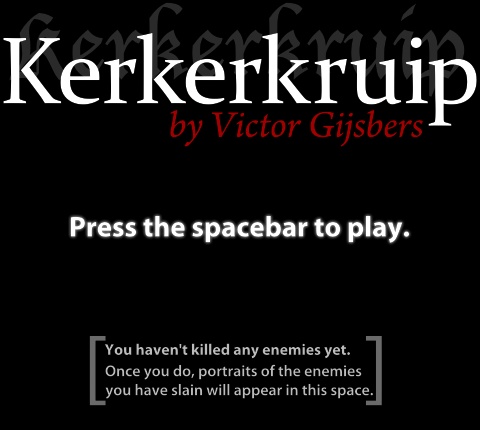 Kerkerkruip
Kerkerkruip
by Victor Gijsbers
Press the spacebar to play.
You haven't killed any enemies yet.
Once you do, portraits of the enemies
you have slain will appear in this space.